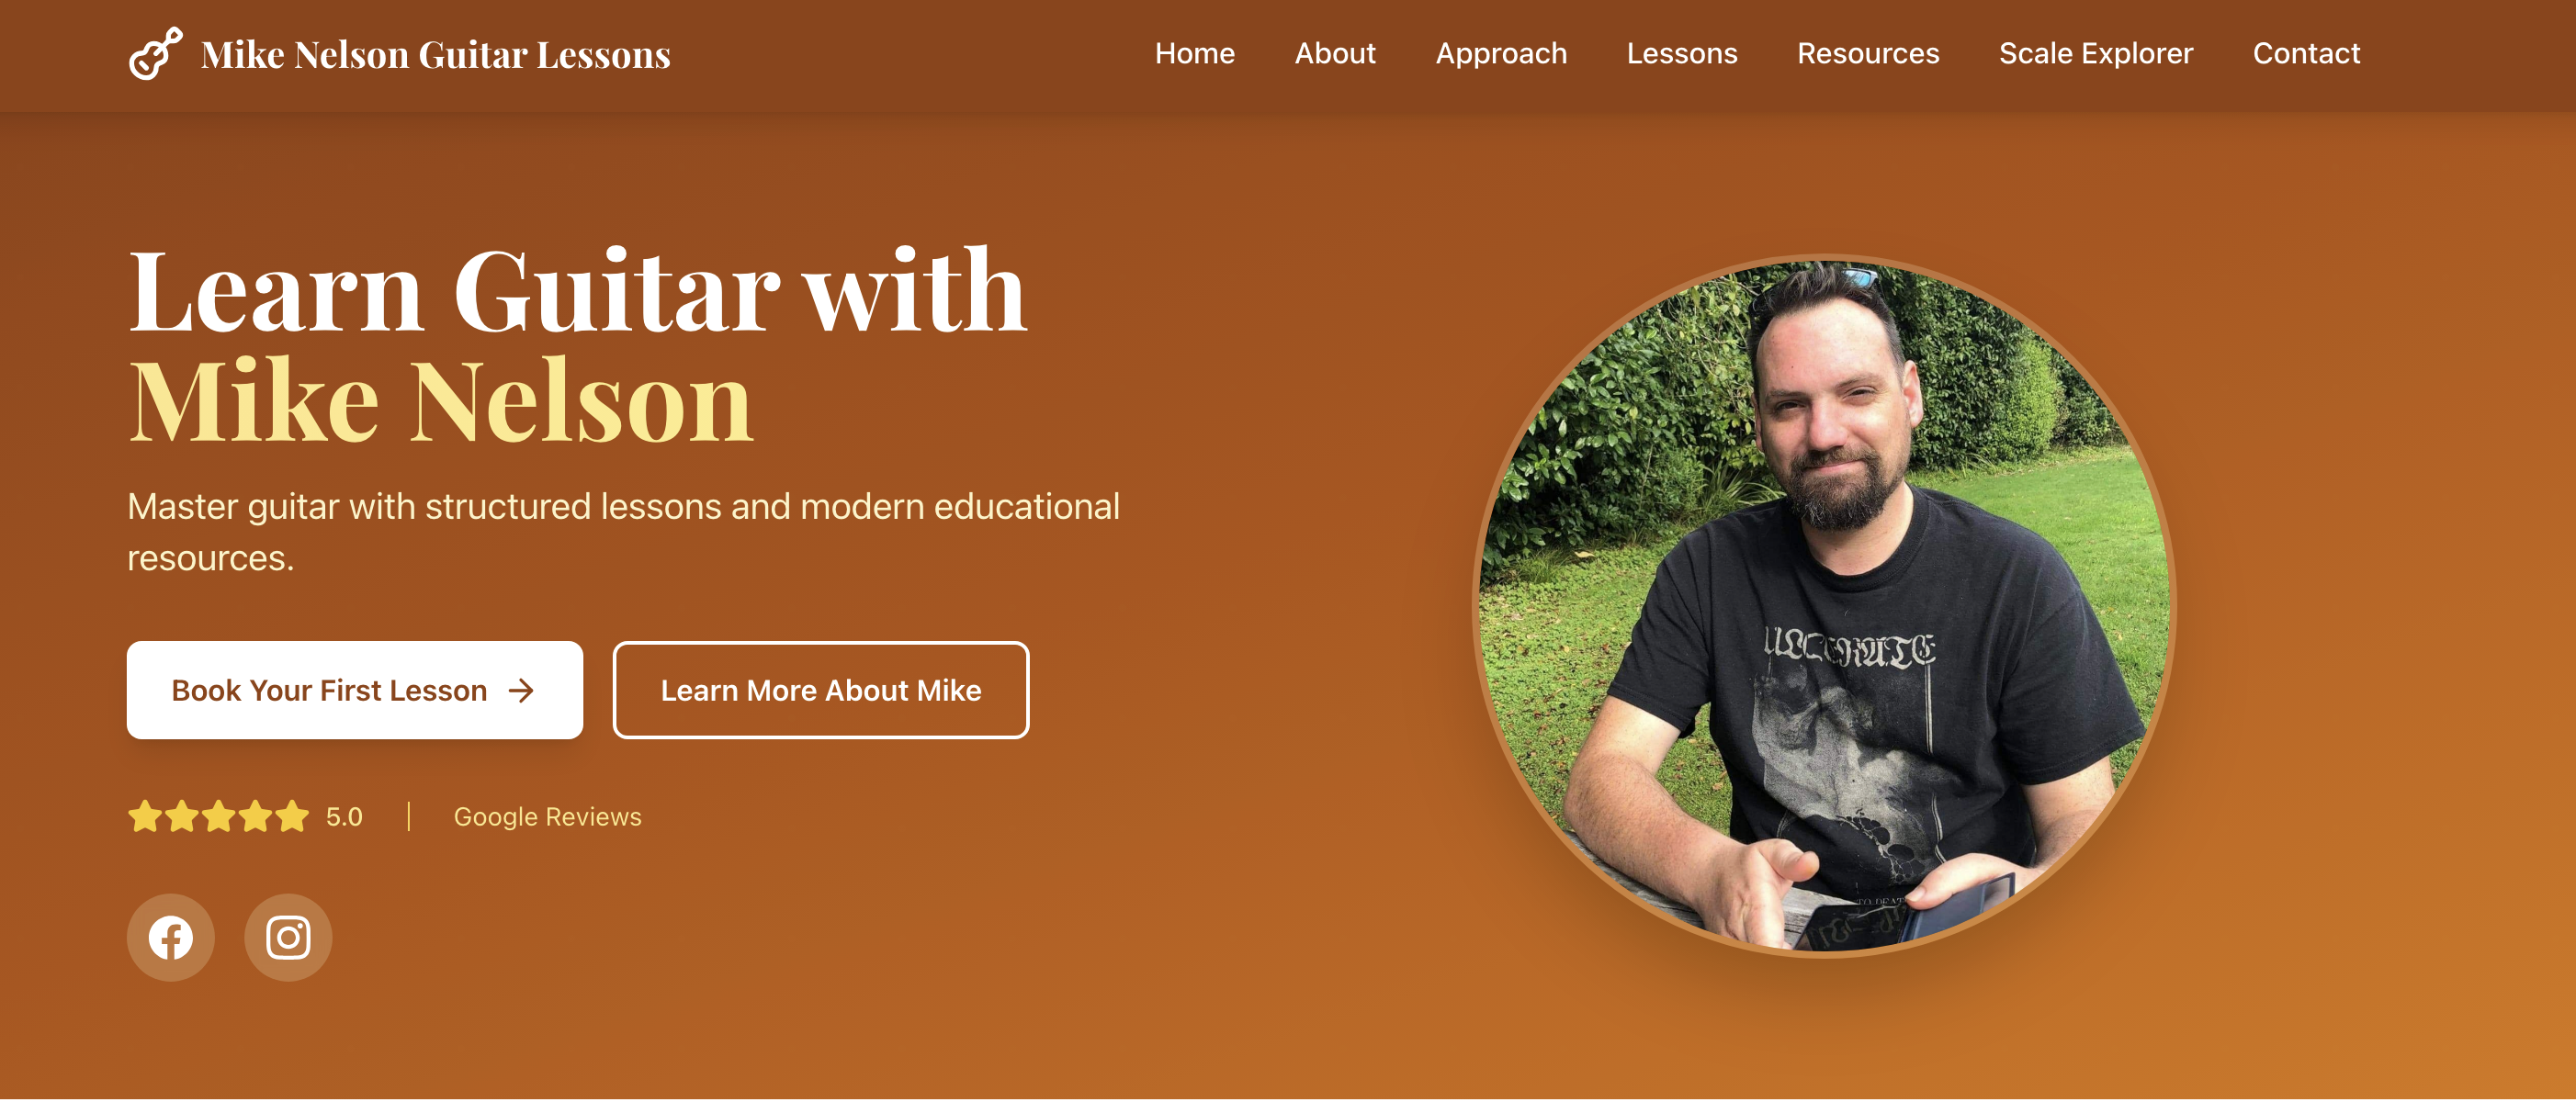 Mike Nelson Guitar Lessons
Home About Approach Lessons Resources Scale Explorer Contact
Learn Guitar with
Mike Nelson
Master guitar with structured lessons and modern educational
resources.
Book Your First Lesson
Learn More About Mike
5.0 | Google Reviews
ULCERATE